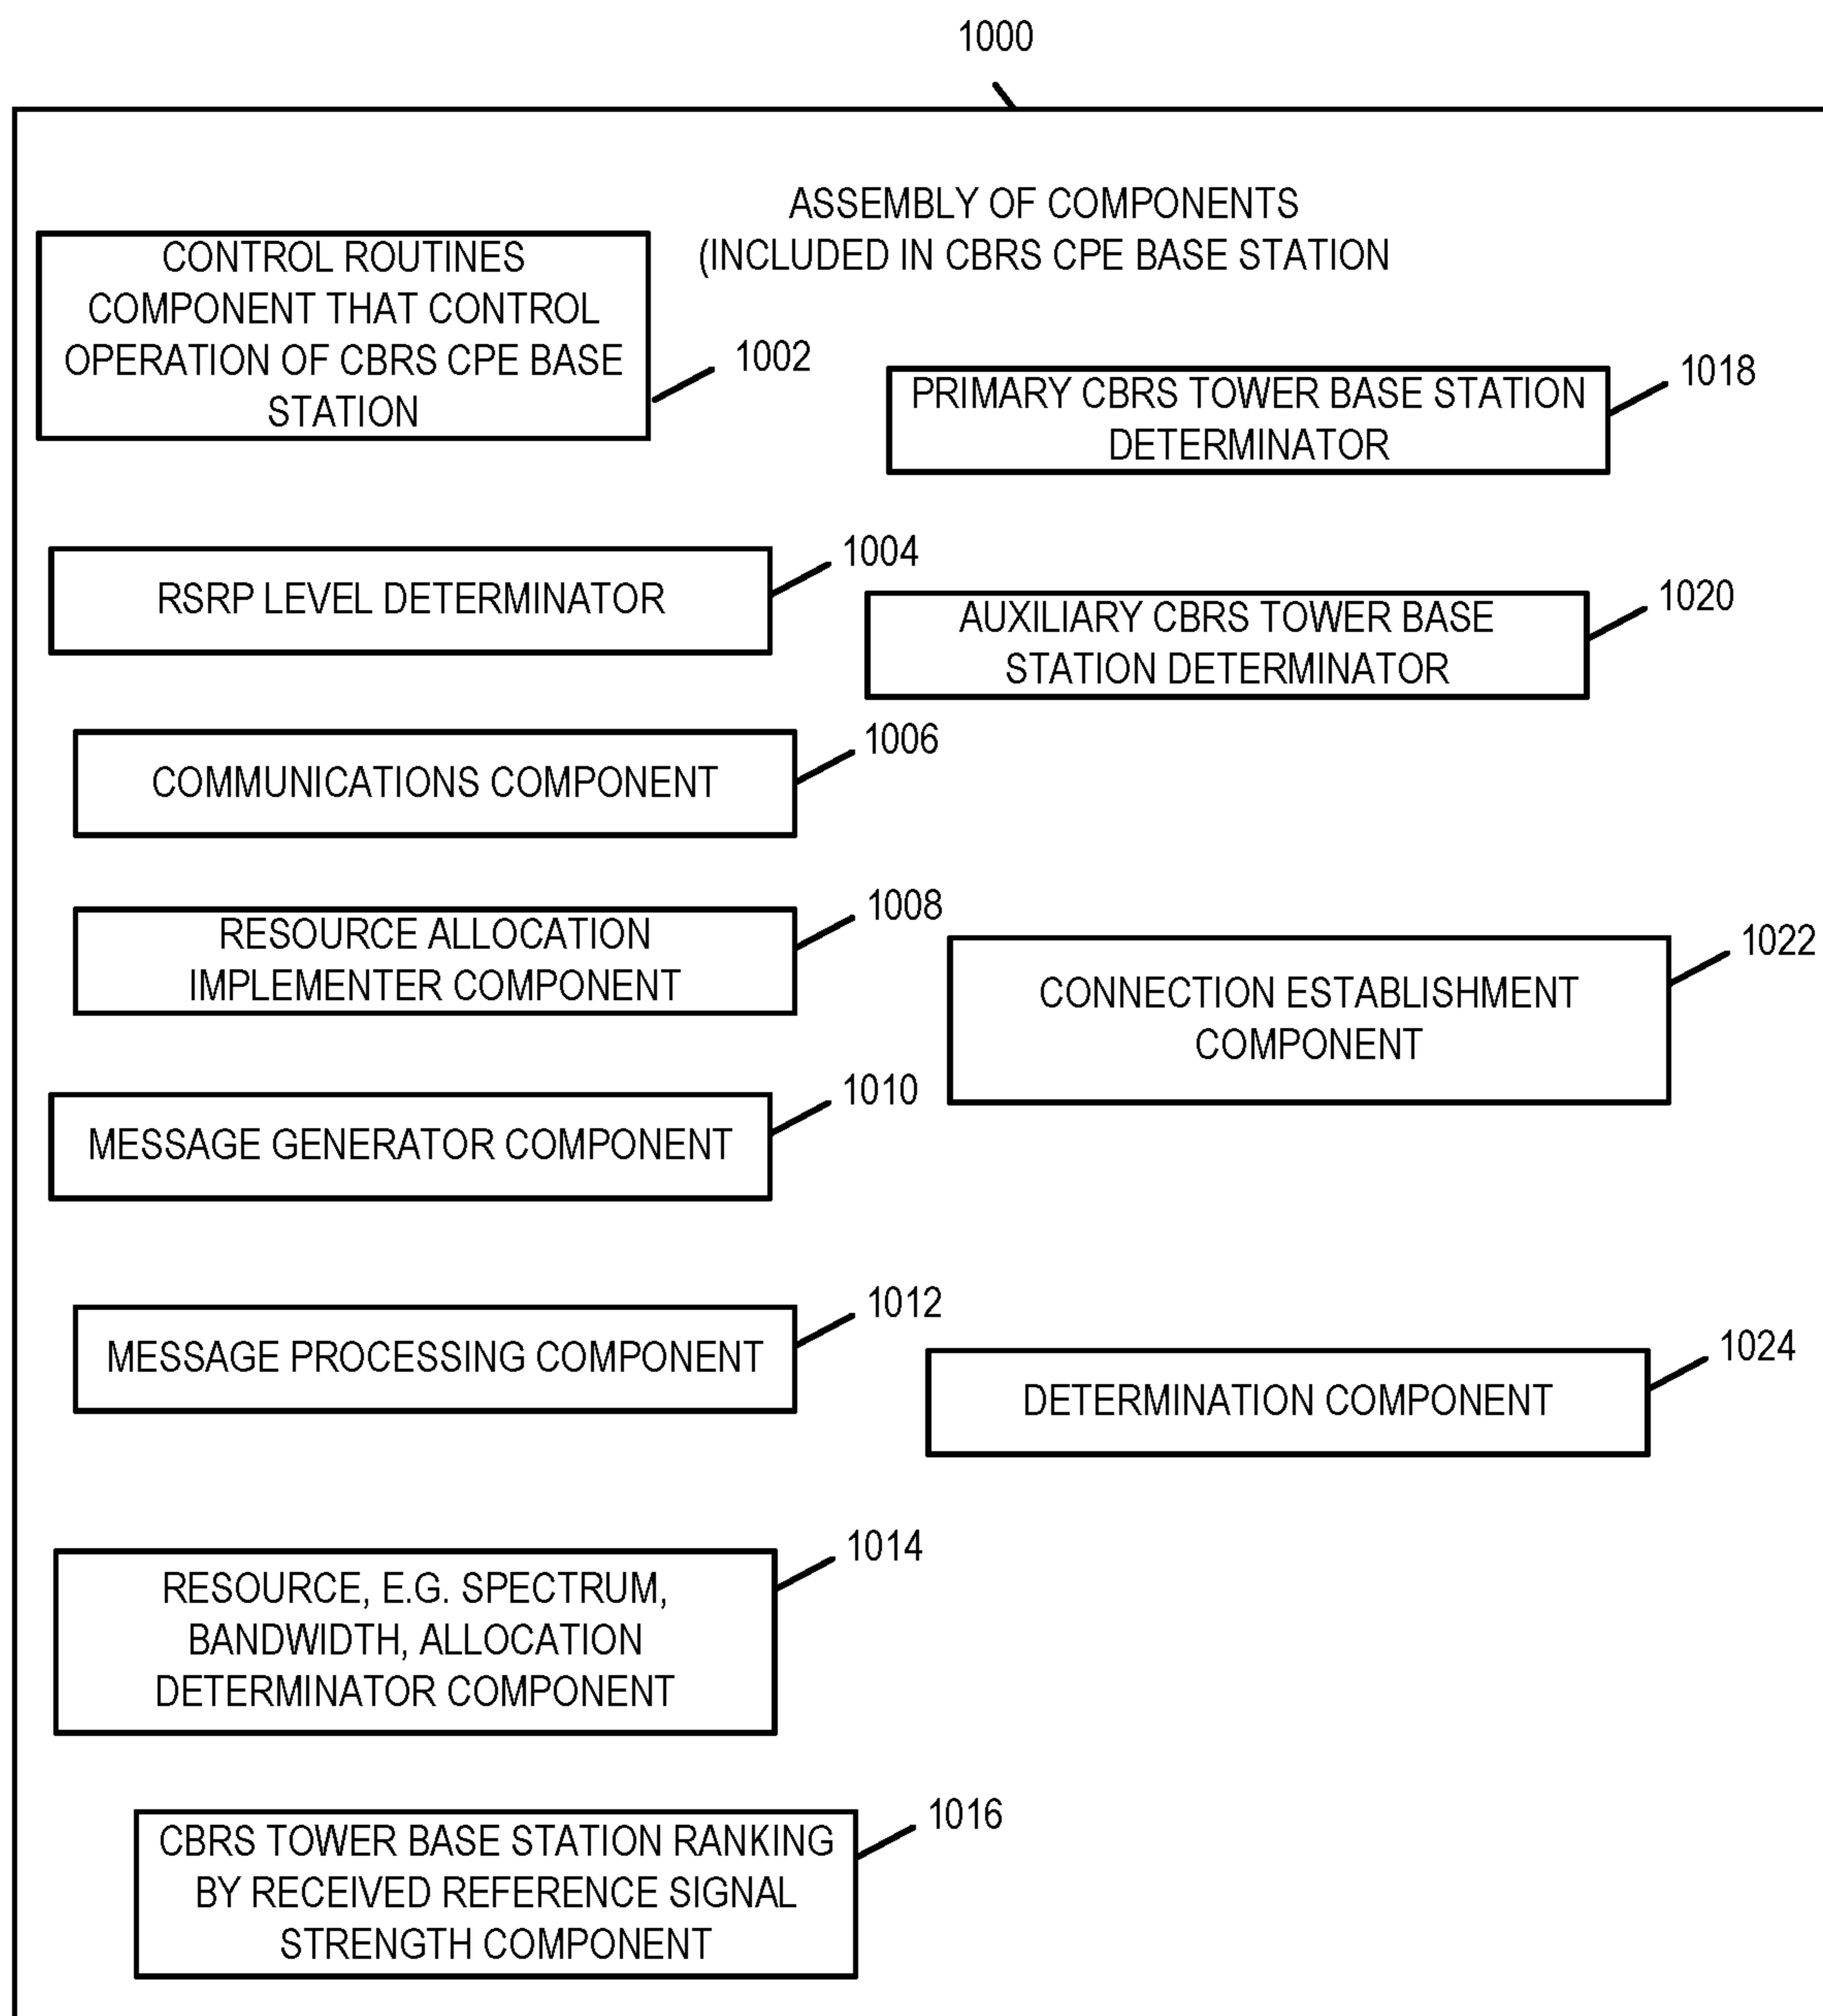 1000
ASSEMBLY OF COMPONENTS
(INCLUDED IN CBRS CPE BASE STATION
CONTROL ROUTINES
COMPONENT THAT CONTROL
OPERATION OF CBRS CPE BASE
STATION
1002
PRIMARY CBRS TOWER BASE STATION
DETERMINATOR
1018
RSRP LEVEL DETERMINATOR
1004
AUXILIARY CBRS TOWER BASE
STATION DETERMINATOR
1020
COMMUNICATIONS COMPONENT
1006
RESOURCE ALLOCATION
IMPLEMENTER COMPONENT
1008
CONNECTION ESTABLISHMENT
COMPONENT
1022
MESSAGE GENERATOR COMPONENT
1010
MESSAGE PROCESSING COMPONENT
1012
DETERMINATION COMPONENT
1024
RESOURCE, E.G. SPECTRUM,
BANDWIDTH, ALLOCATION
DETERMINATOR COMPONENT
1014
CBRS TOWER BASE STATION RANKING
BY RECEIVED REFERENCE SIGNAL
STRENGTH COMPONENT
1016